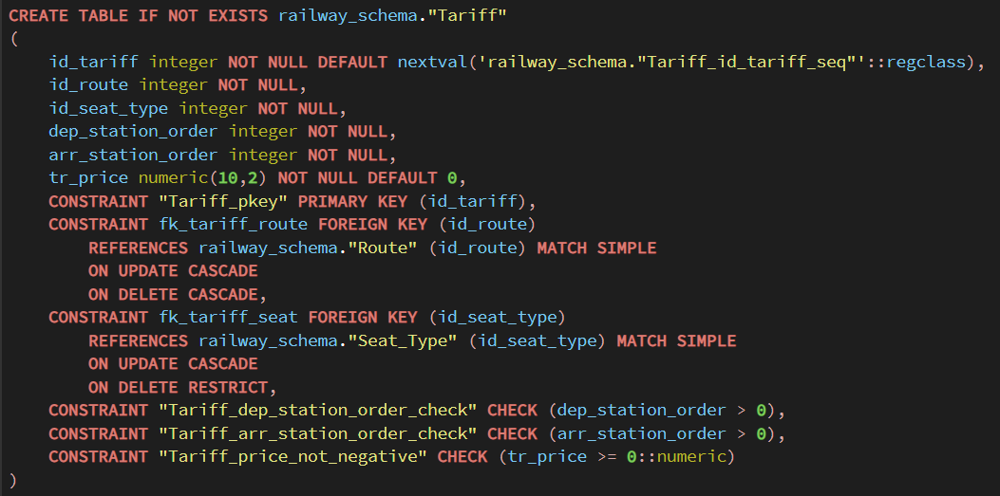 CREATE TABLE IF NOT EXISTS railway_schema."Tariff"
(
    id_tariff integer NOT NULL DEFAULT nextval('railway_schema."Tariff_id_tariff_seq"'::regclass),
    id_route integer NOT NULL,
    id_seat_type integer NOT NULL,
    dep_station_order integer NOT NULL,
    arr_station_order integer NOT NULL,
    tr_price numeric(10,2) NOT NULL DEFAULT 0,
    CONSTRAINT "Tariff_pkey" PRIMARY KEY (id_tariff),
    CONSTRAINT fk_tariff_route FOREIGN KEY (id_route)
        REFERENCES railway_schema."Route" (id_route) MATCH SIMPLE
        ON UPDATE CASCADE
        ON DELETE CASCADE,
    CONSTRAINT fk_tariff_seat FOREIGN KEY (id_seat_type)
        REFERENCES railway_schema."Seat_Type" (id_seat_type) MATCH SIMPLE
        ON UPDATE CASCADE
        ON DELETE RESTRICT,
    CONSTRAINT "Tariff_dep_station_order_check" CHECK (dep_station_order > 0),
    CONSTRAINT "Tariff_arr_station_order_check" CHECK (arr_station_order > 0),
    CONSTRAINT "Tariff_price_not_negative" CHECK (tr_price >= 0::numeric)
)